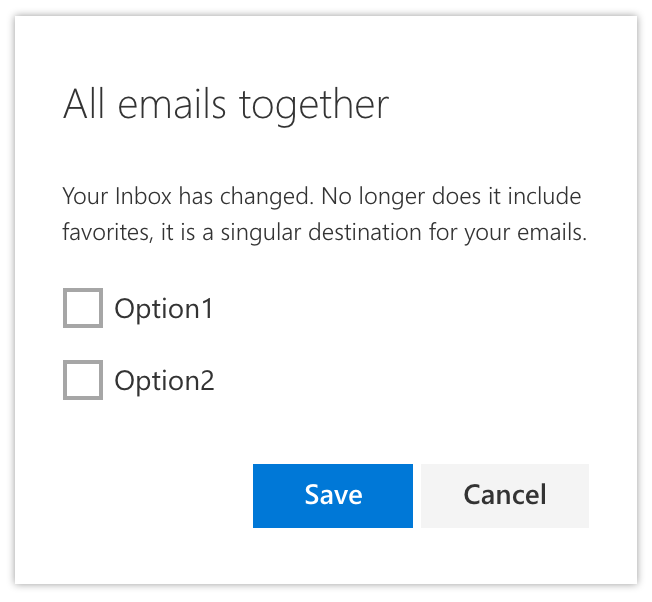 All emails together
Your Inbox has changed. No longer does it include
favorites, it is a singular destination for your emails.
Option1
Option2
Save
Cancel